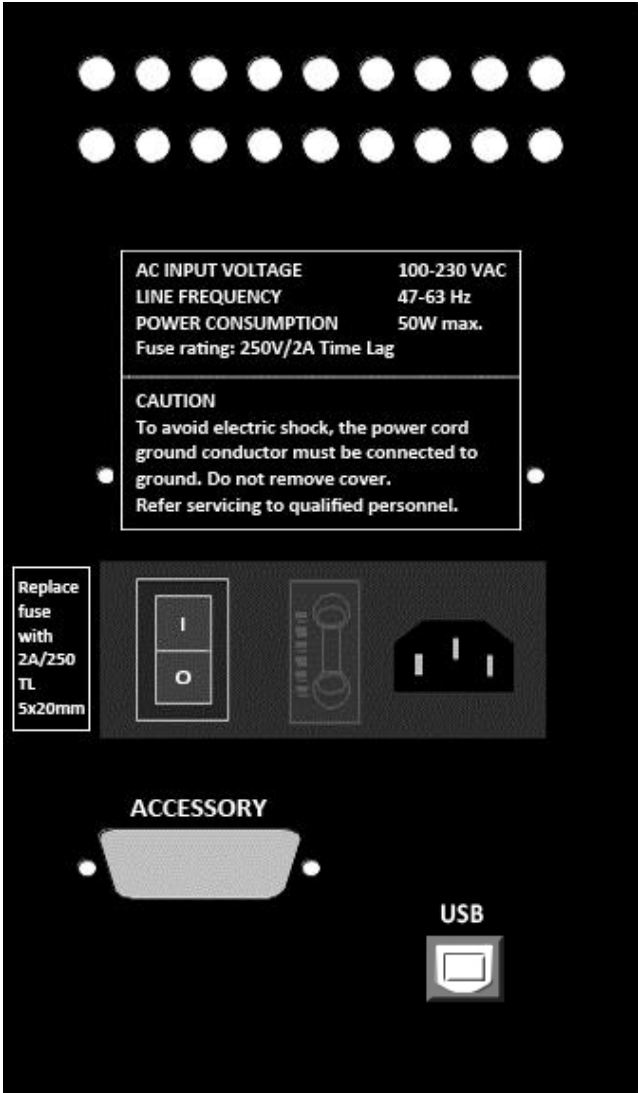 AC INPUT VOLTAGE 100-230 VAC
LINE FREQUENCY 47-63 Hz
POWER CONSUMPTION 50W max.
Fuse rating: 250V/2A Time Lag
CAUTION
To avoid electric shock, the power cord
ground conductor must be connected to
ground. Do not remove cover.
Refer servicing to qualified personnel.
Replace
fuse
with
2A/250
TL
5x20mm
I
O
ACCESSORY
USB